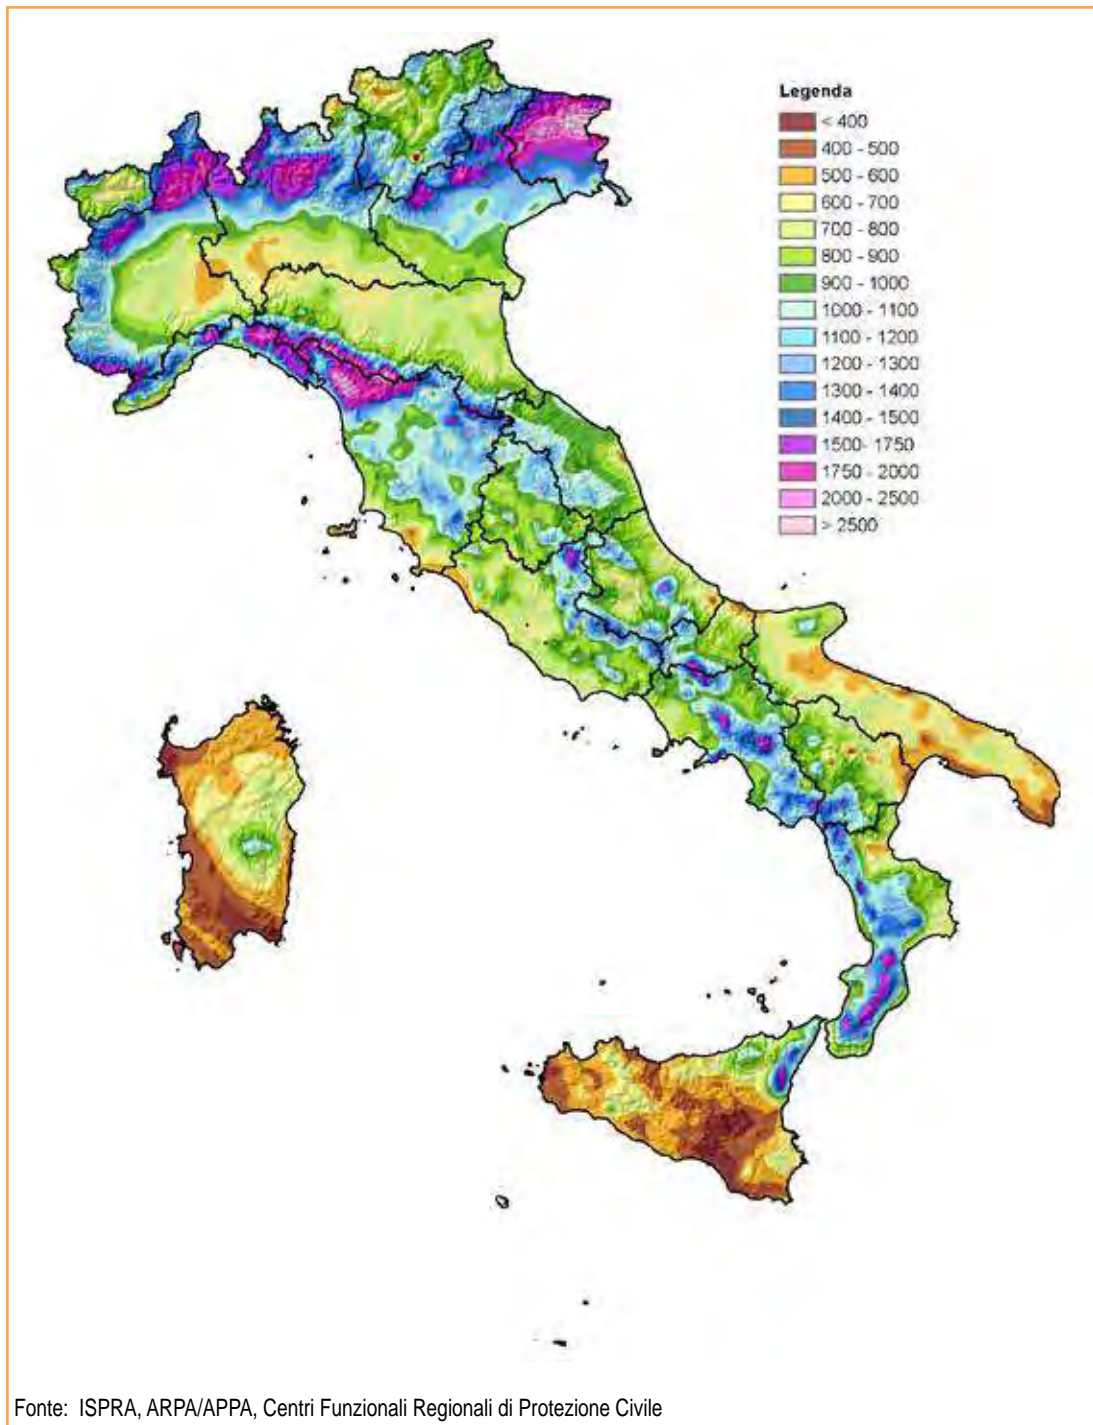 Legenda
< 400
400 - 500
500 - 600
600 - 700
700 - 800
800 - 900
900 - 1000
1000 - 1100
1100 - 1200
1200 - 1300
1300 - 1400
1400 - 1500
1500- 1750
1750 - 2000
2000 - 2500
> 2500
Fonte: ISPRA, ARPA/APPA, Centri Funzionali Regionali di Protezione Civile